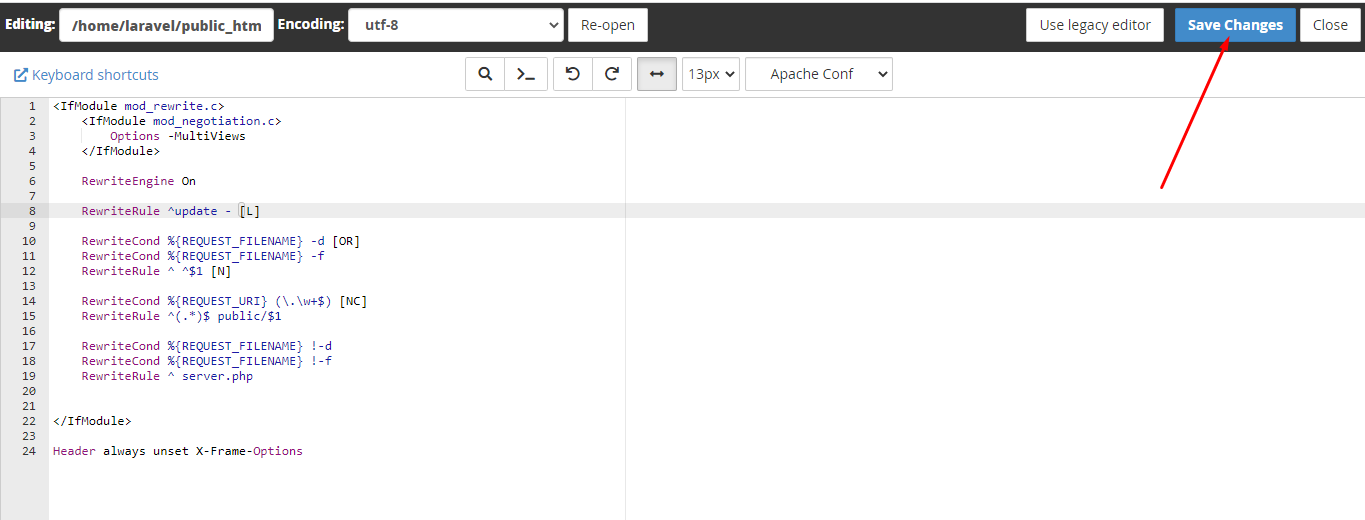 Editing: /home/laravel/public_htm Encoding: utf-8 Re-open Use legacy editor Save Changes Close
Keyboard shortcuts 13px Apache Conf
1 <IfModule mod_rewrite.c>
2 <IfModule mod_negotiation.c>
3 Options -MultiViews
4 </IfModule>
5
6 RewriteEngine On
7
8 RewriteRule ^update - [L]
9
10 RewriteCond %{REQUEST_FILENAME} -d [OR]
11 RewriteCond %{REQUEST_FILENAME} -f
12 RewriteRule ^ ^$1 [N]
13
14 RewriteCond %{REQUEST_URI} (\.\w+$) [NC]
15 RewriteRule ^(.*)$ public/$1
16
17 RewriteCond %{REQUEST_FILENAME} !-d
18 RewriteCond %{REQUEST_FILENAME} !-f
19 RewriteRule ^ server.php
20
21
22 </IfModule>
23
24 Header always unset X-Frame-Options